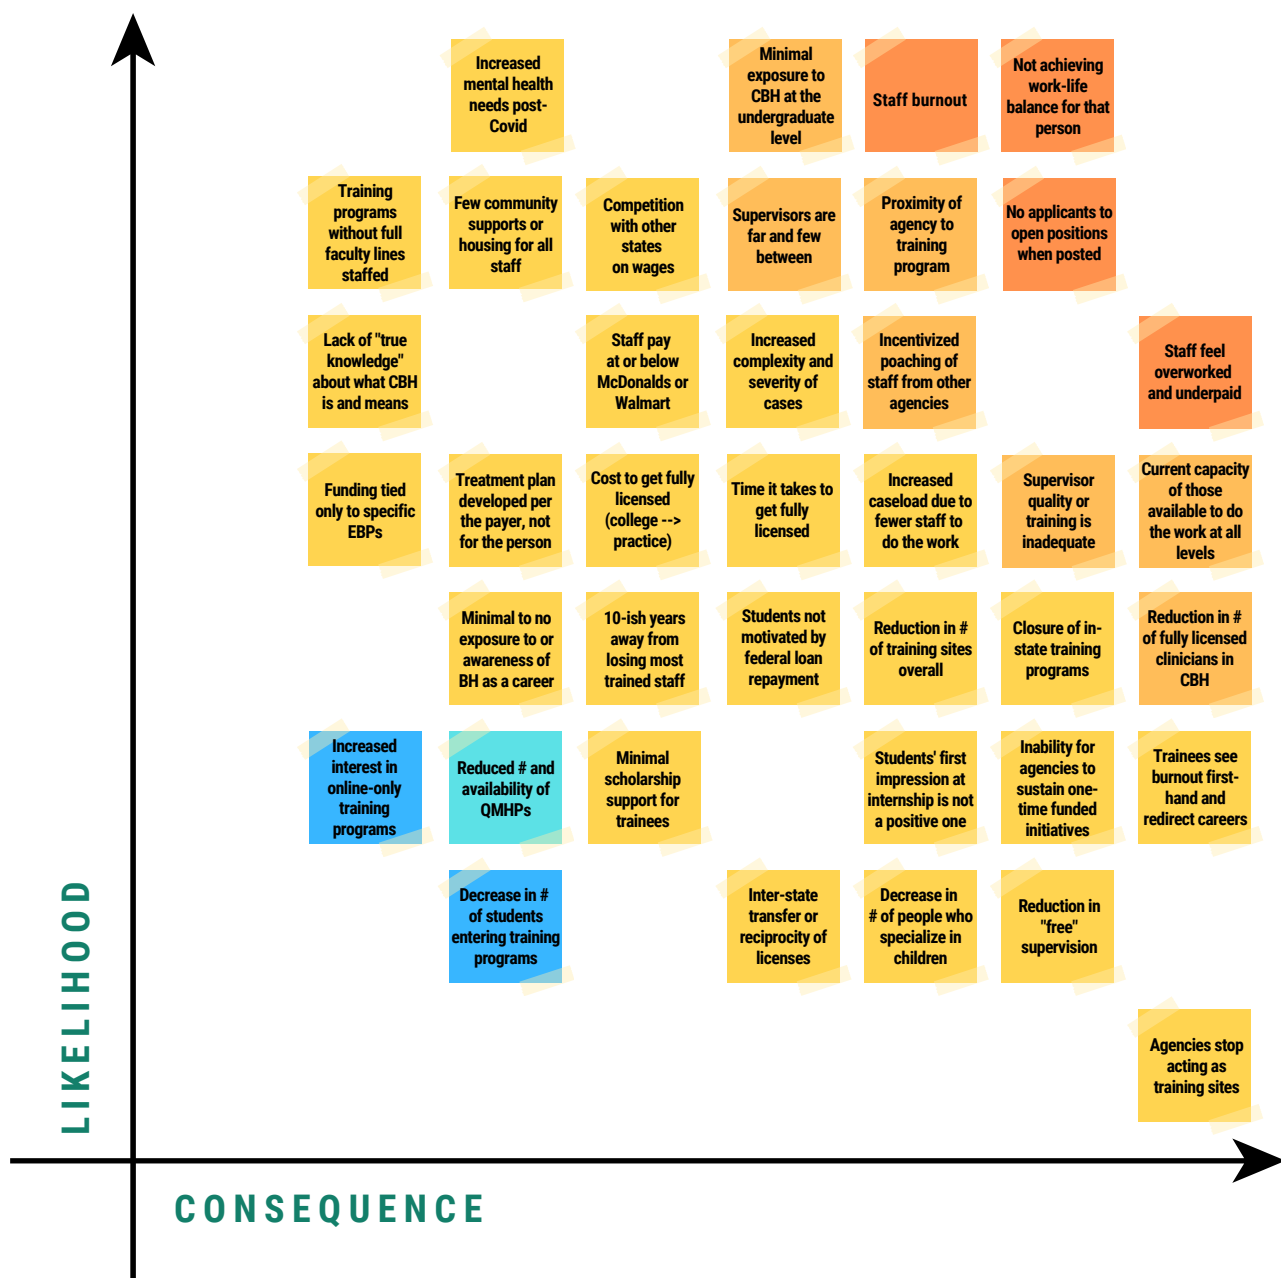 Increased
mental health
needs post-
Covid
Minimal
exposure to
CBH at the
undergraduate
level
Staff burnout
Not achieving
work-life
balance for that
person
Training
programs
without full
faculty lines
staffed
Few community
supports or
housing for all
staff
Competition
with other
states
on wages
Supervisors are
far and few
between
Proximity of
agency to
training
program
No applicants to
open positions
when posted
Lack of "true
knowledge"
about what CBH
is and means
Staff pay
at or below
McDonalds or
Walmart
Increased
complexity and
severity of
cases
Incentivized
poaching of
staff from other
agencies
Staff feel
overworked
and underpaid
Funding tied
only to specific
EBPs
Treatment plan
developed per
the payer, not
for the person
Cost to get fully
licensed
(college -->
practice)
Time it takes to
get fully
licensed
Increased
caseload due to
fewer staff to
do the work
Supervisor
quality or
training is
inadequate
Current capacity
of those
available to do
the work at all
levels
Minimal to no
exposure to or
awareness of
BH as a career
10-ish years
away from
losing most
trained staff
Students not
motivated by
federal loan
repayment
Reduction in #
of training sites
overall
Closure of in-
state training
programs
Reduction in #
of fully licensed
clinicians in
CBH
Increased
interest in
online-only
training
programs
Reduced # and
availability of
QMHPs
Minimal
scholarship
support for
trainees
Students' first
impression at
internship is not
a positive one
Inability for
agencies to
sustain one-
time funded
initiatives
Trainees see
burnout first-
hand and
redirect careers
Decrease in #
of students
entering training
programs
Inter-state
transfer or
reciprocity of
licenses
Decrease in
# of people who
specialize in
children
Reduction in
"free"
supervision
Agencies stop
acting as
training sites
LIKELIHOOD
CONSEQUENCE